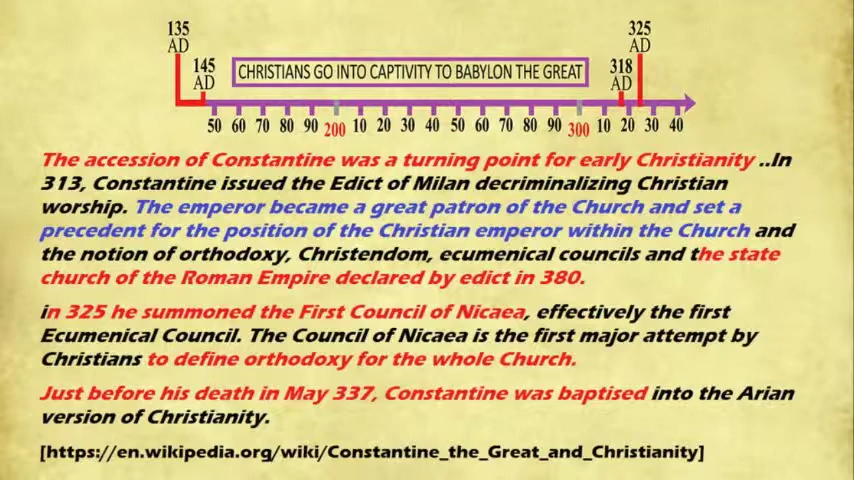 135
AD
325
AD
145
AD
CHRISTIANS GO INTO CAPTIVITY TO BABYLON THE GREAT
318
AD
50 60 70 80 90 200 10 20 30 40 50 60 70 80 90 300 10 20 30 40
The accession of Constantine was a turning point for early Christianity ..In
313, Constantine issued the Edict of Milan decriminalizing Christian
worship. The emperor became a great patron of the Church and set a
precedent for the position of the Christian emperor within the Church and
the notion of orthodoxy, Christendom, ecumenical councils and the state
church of the Roman Empire declared by edict in 380.
in 325 he summoned the First Council of Nicaea, effectively the first
Ecumenical Council. The Council of Nicaea is the first major attempt by
Christians to define orthodoxy for the whole Church.
Just before his death in May 337, Constantine was baptised into the Arian
version of Christianity.
[https://en.wikipedia.org/wiki/Constantine_the_Great_and_Christianity]